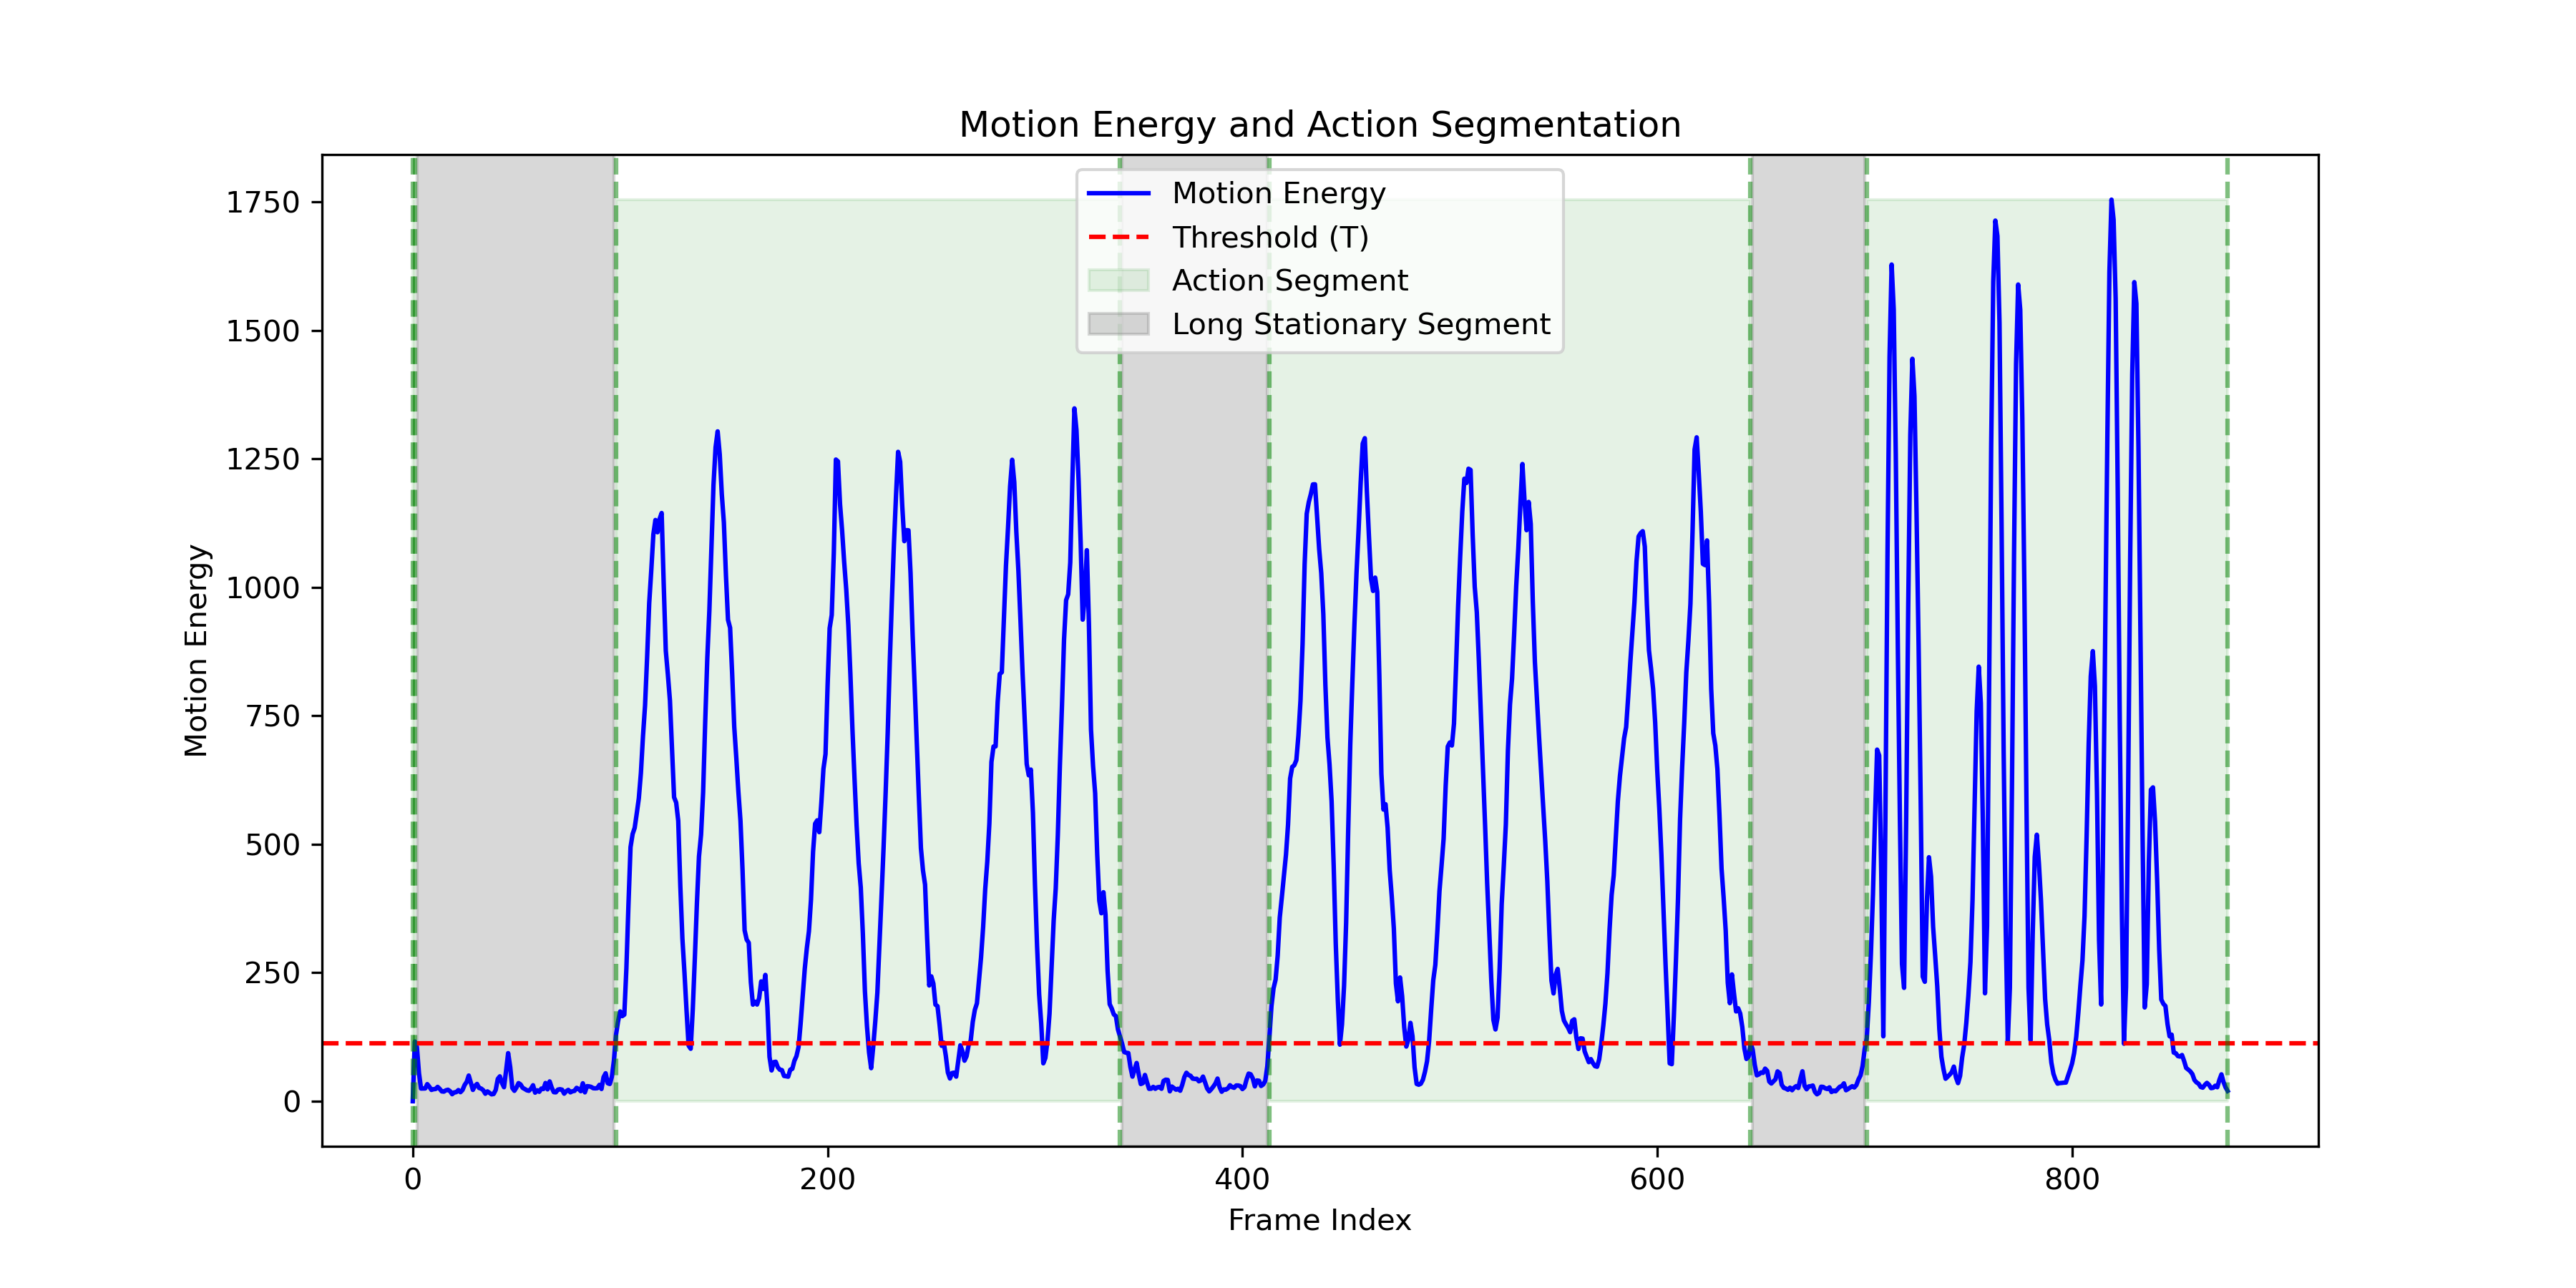 Motion Energy and Action Segmentation
Motion Energy
Threshold (T)
Action Segment
Long Stationary Segment
1750
1500
1250
1000
750
500
250
0
Motion Energy
0 200 400 600 800
Frame Index